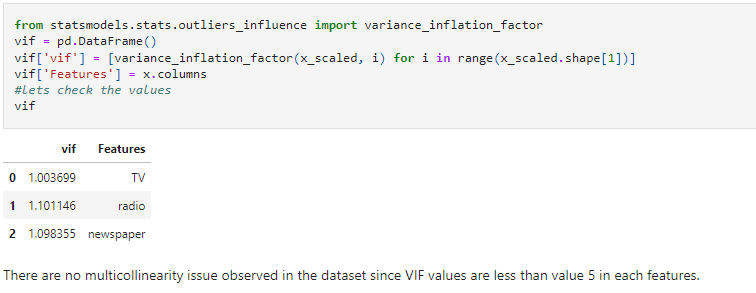 from statsmodels.stats.outliers_influence import variance_inflation_factor
vif = pd.DataFrame()
vif['vif'] = [variance_inflation_factor(x_scaled, i) for i in range(x_scaled.shape[1])]
vif['Features'] = x.columns
#lets check the values
vif
vif Features
0 1.003699 TV
1 1.101146 radio
2 1.098355 newspaper
There are no multicollinearity issue observed in the dataset since VIF values are less than value 5 in each features.